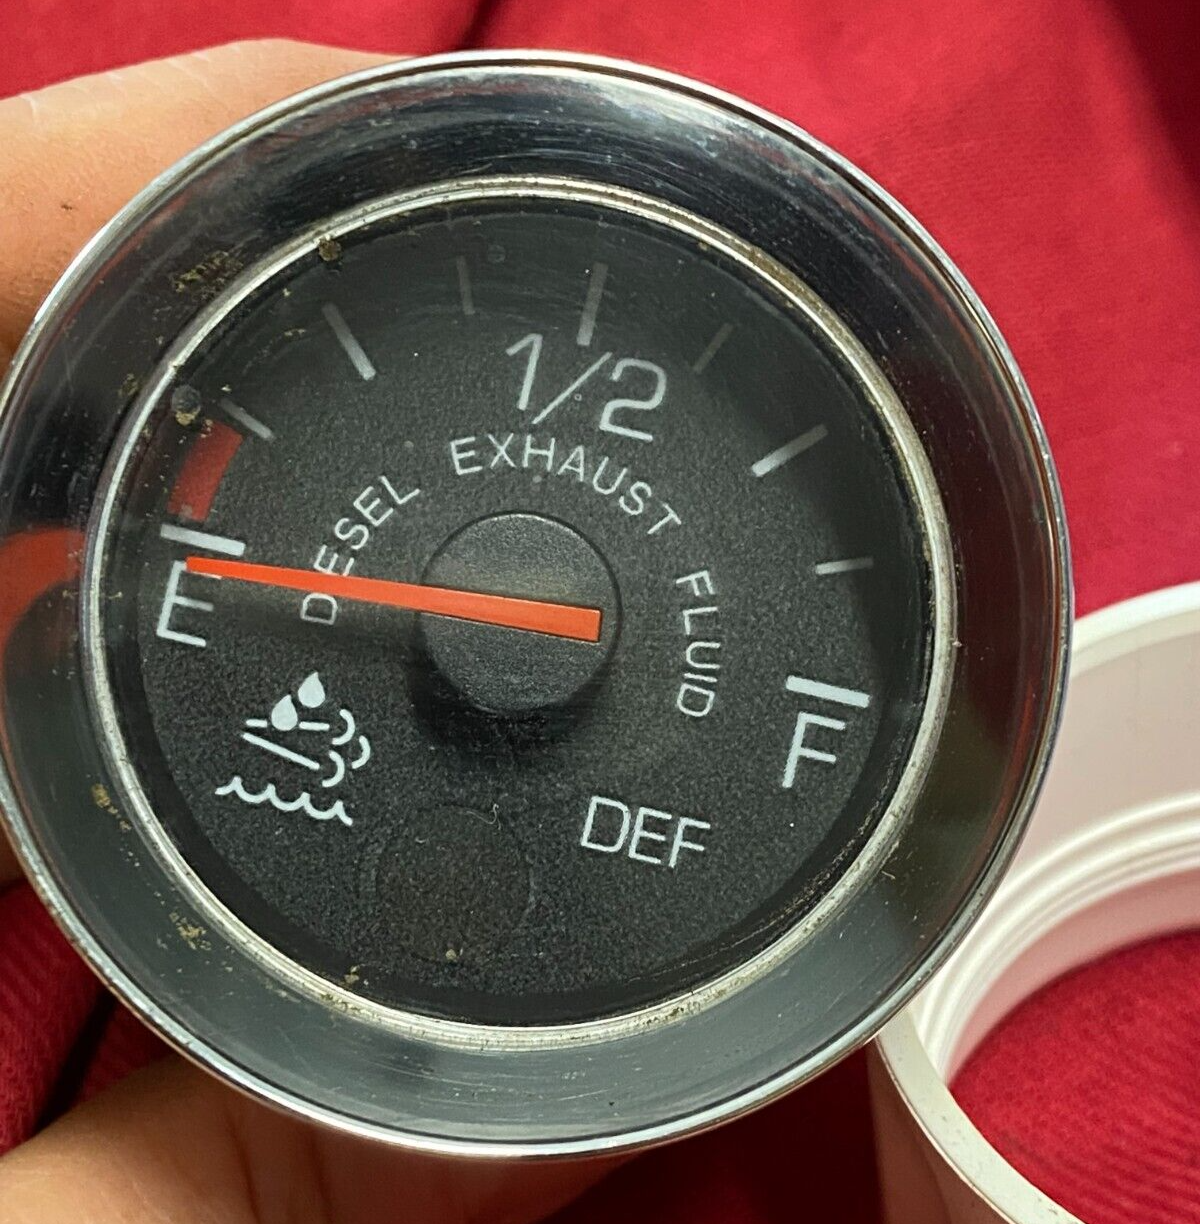 1/2
DIESEL EXHAUST FLUID
E
F
DEF